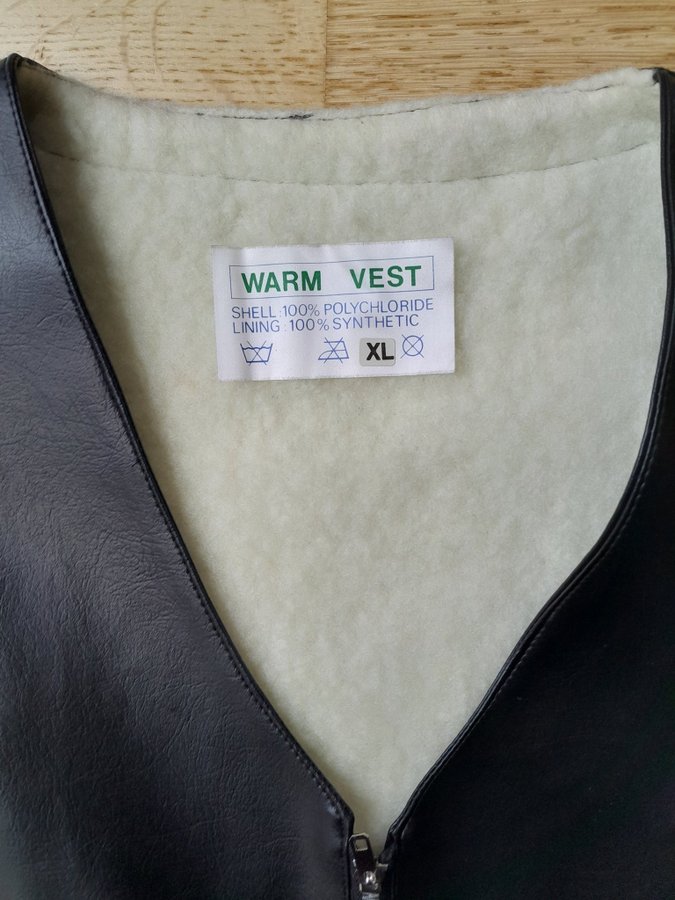 WARM VEST
SHELL:100% POLYCHLORIDE
LINING:100% SYNTHETIC
XL